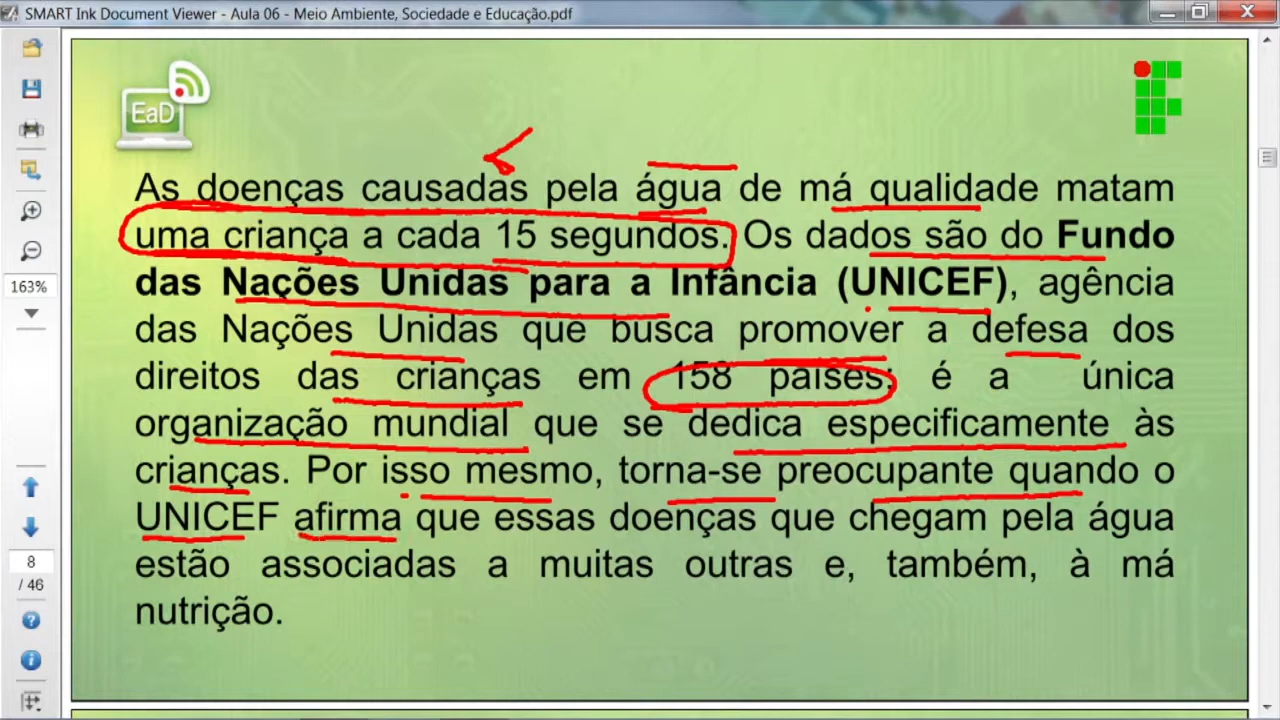 SMART Ink Document Viewer - Aula 06 - Meio Ambiente, Sociedade e Educação.pdf
EaD
As doenças causadas pela água de má qualidade matam
uma criança a cada 15 segundos. Os dados são do Fundo
das Nações Unidas para a Infância (UNICEF), agência
das Nações Unidas que busca promover a defesa dos
direitos das crianças em 158 países; é a única
organização mundial que se dedica especificamente às
crianças. Por isso mesmo, torna-se preocupante quando o
UNICEF afirma que essas doenças que chegam pela água
estão associadas a muitas outras e, também, à má
nutrição.
163%
8
/ 46